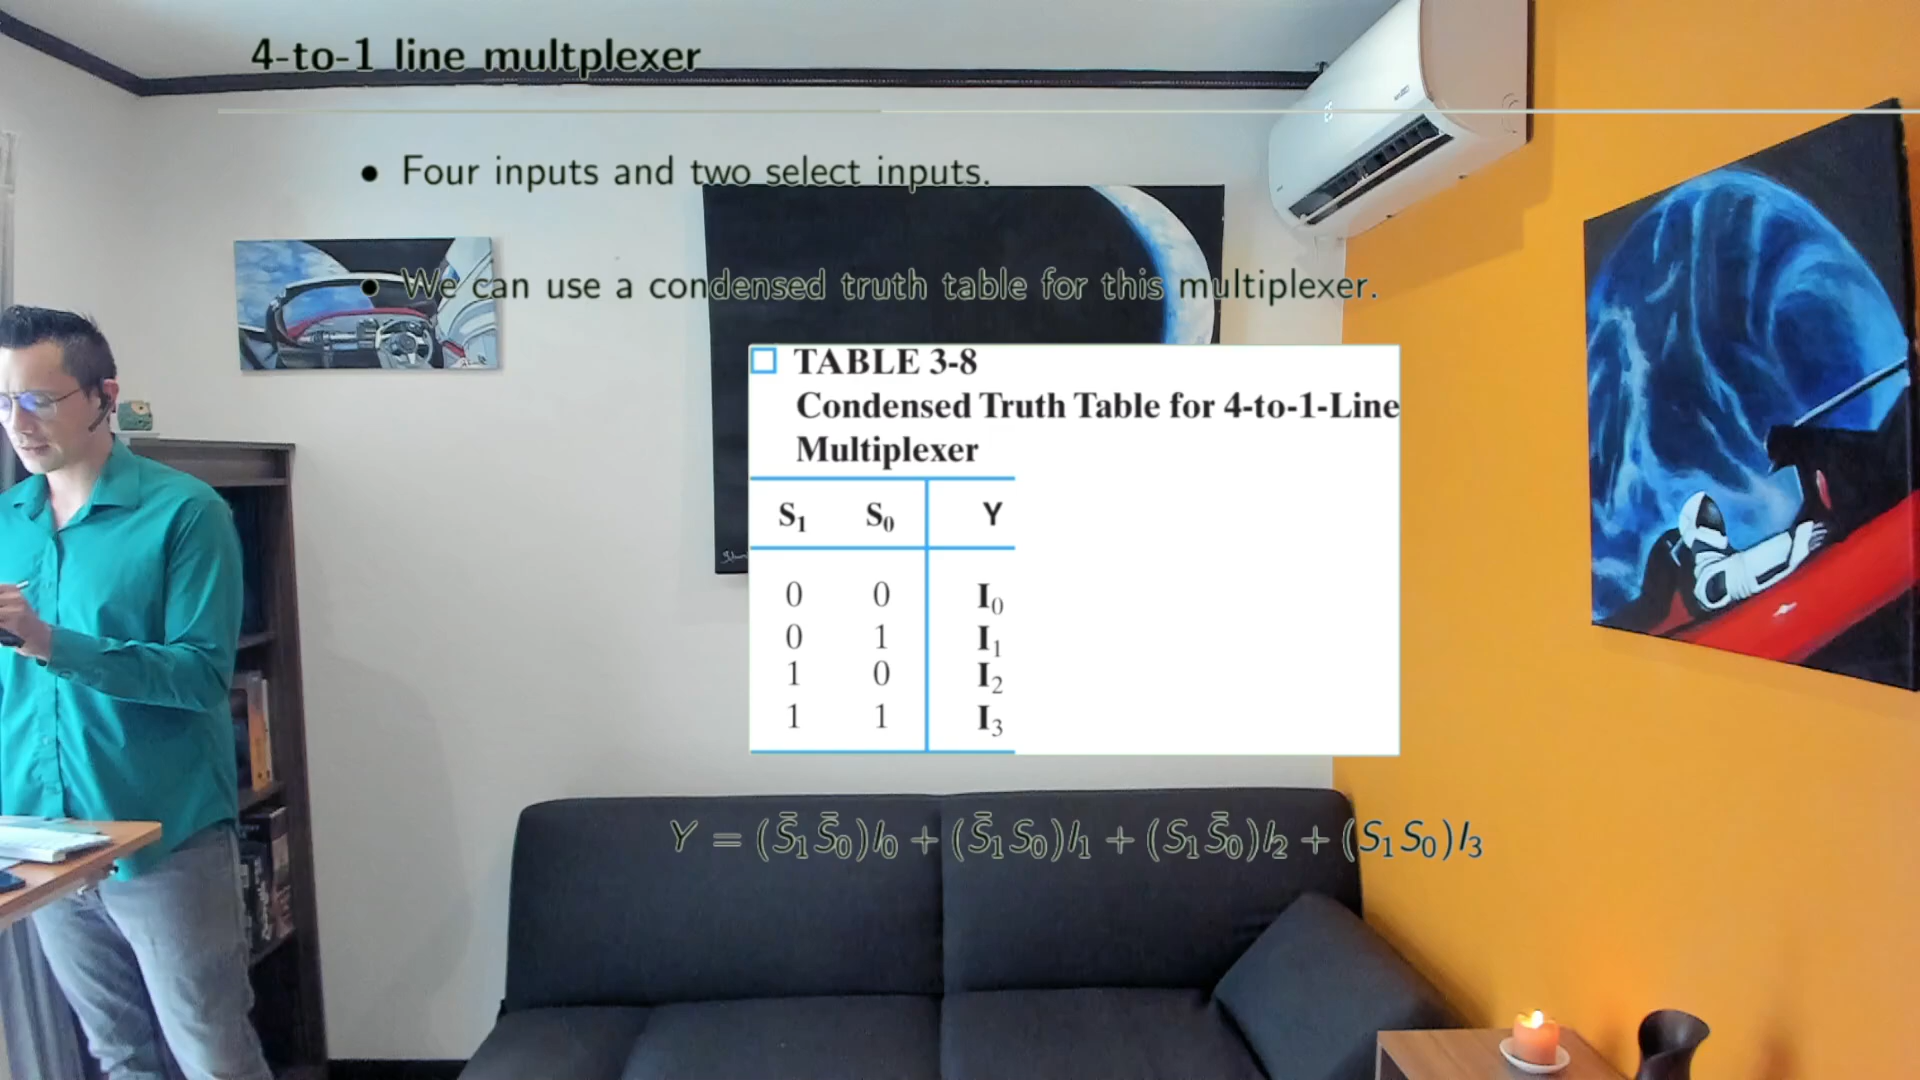 4-to-1 line multplexer
• Four inputs and two select inputs.
• We can use a condensed truth table for this multiplexer.
TABLE 3-8
Condensed Truth Table for 4-to-1-Line
Multiplexer
S₁ S₀ Y
0 0 I₀
0 1 I₁
1 0 I₂
1 1 I₃
Y = (S̄₁S̄₀)I₀ + (S̄₁S₀)I₁ + (S₁S̄₀)I₂ + (S₁S₀)I₃